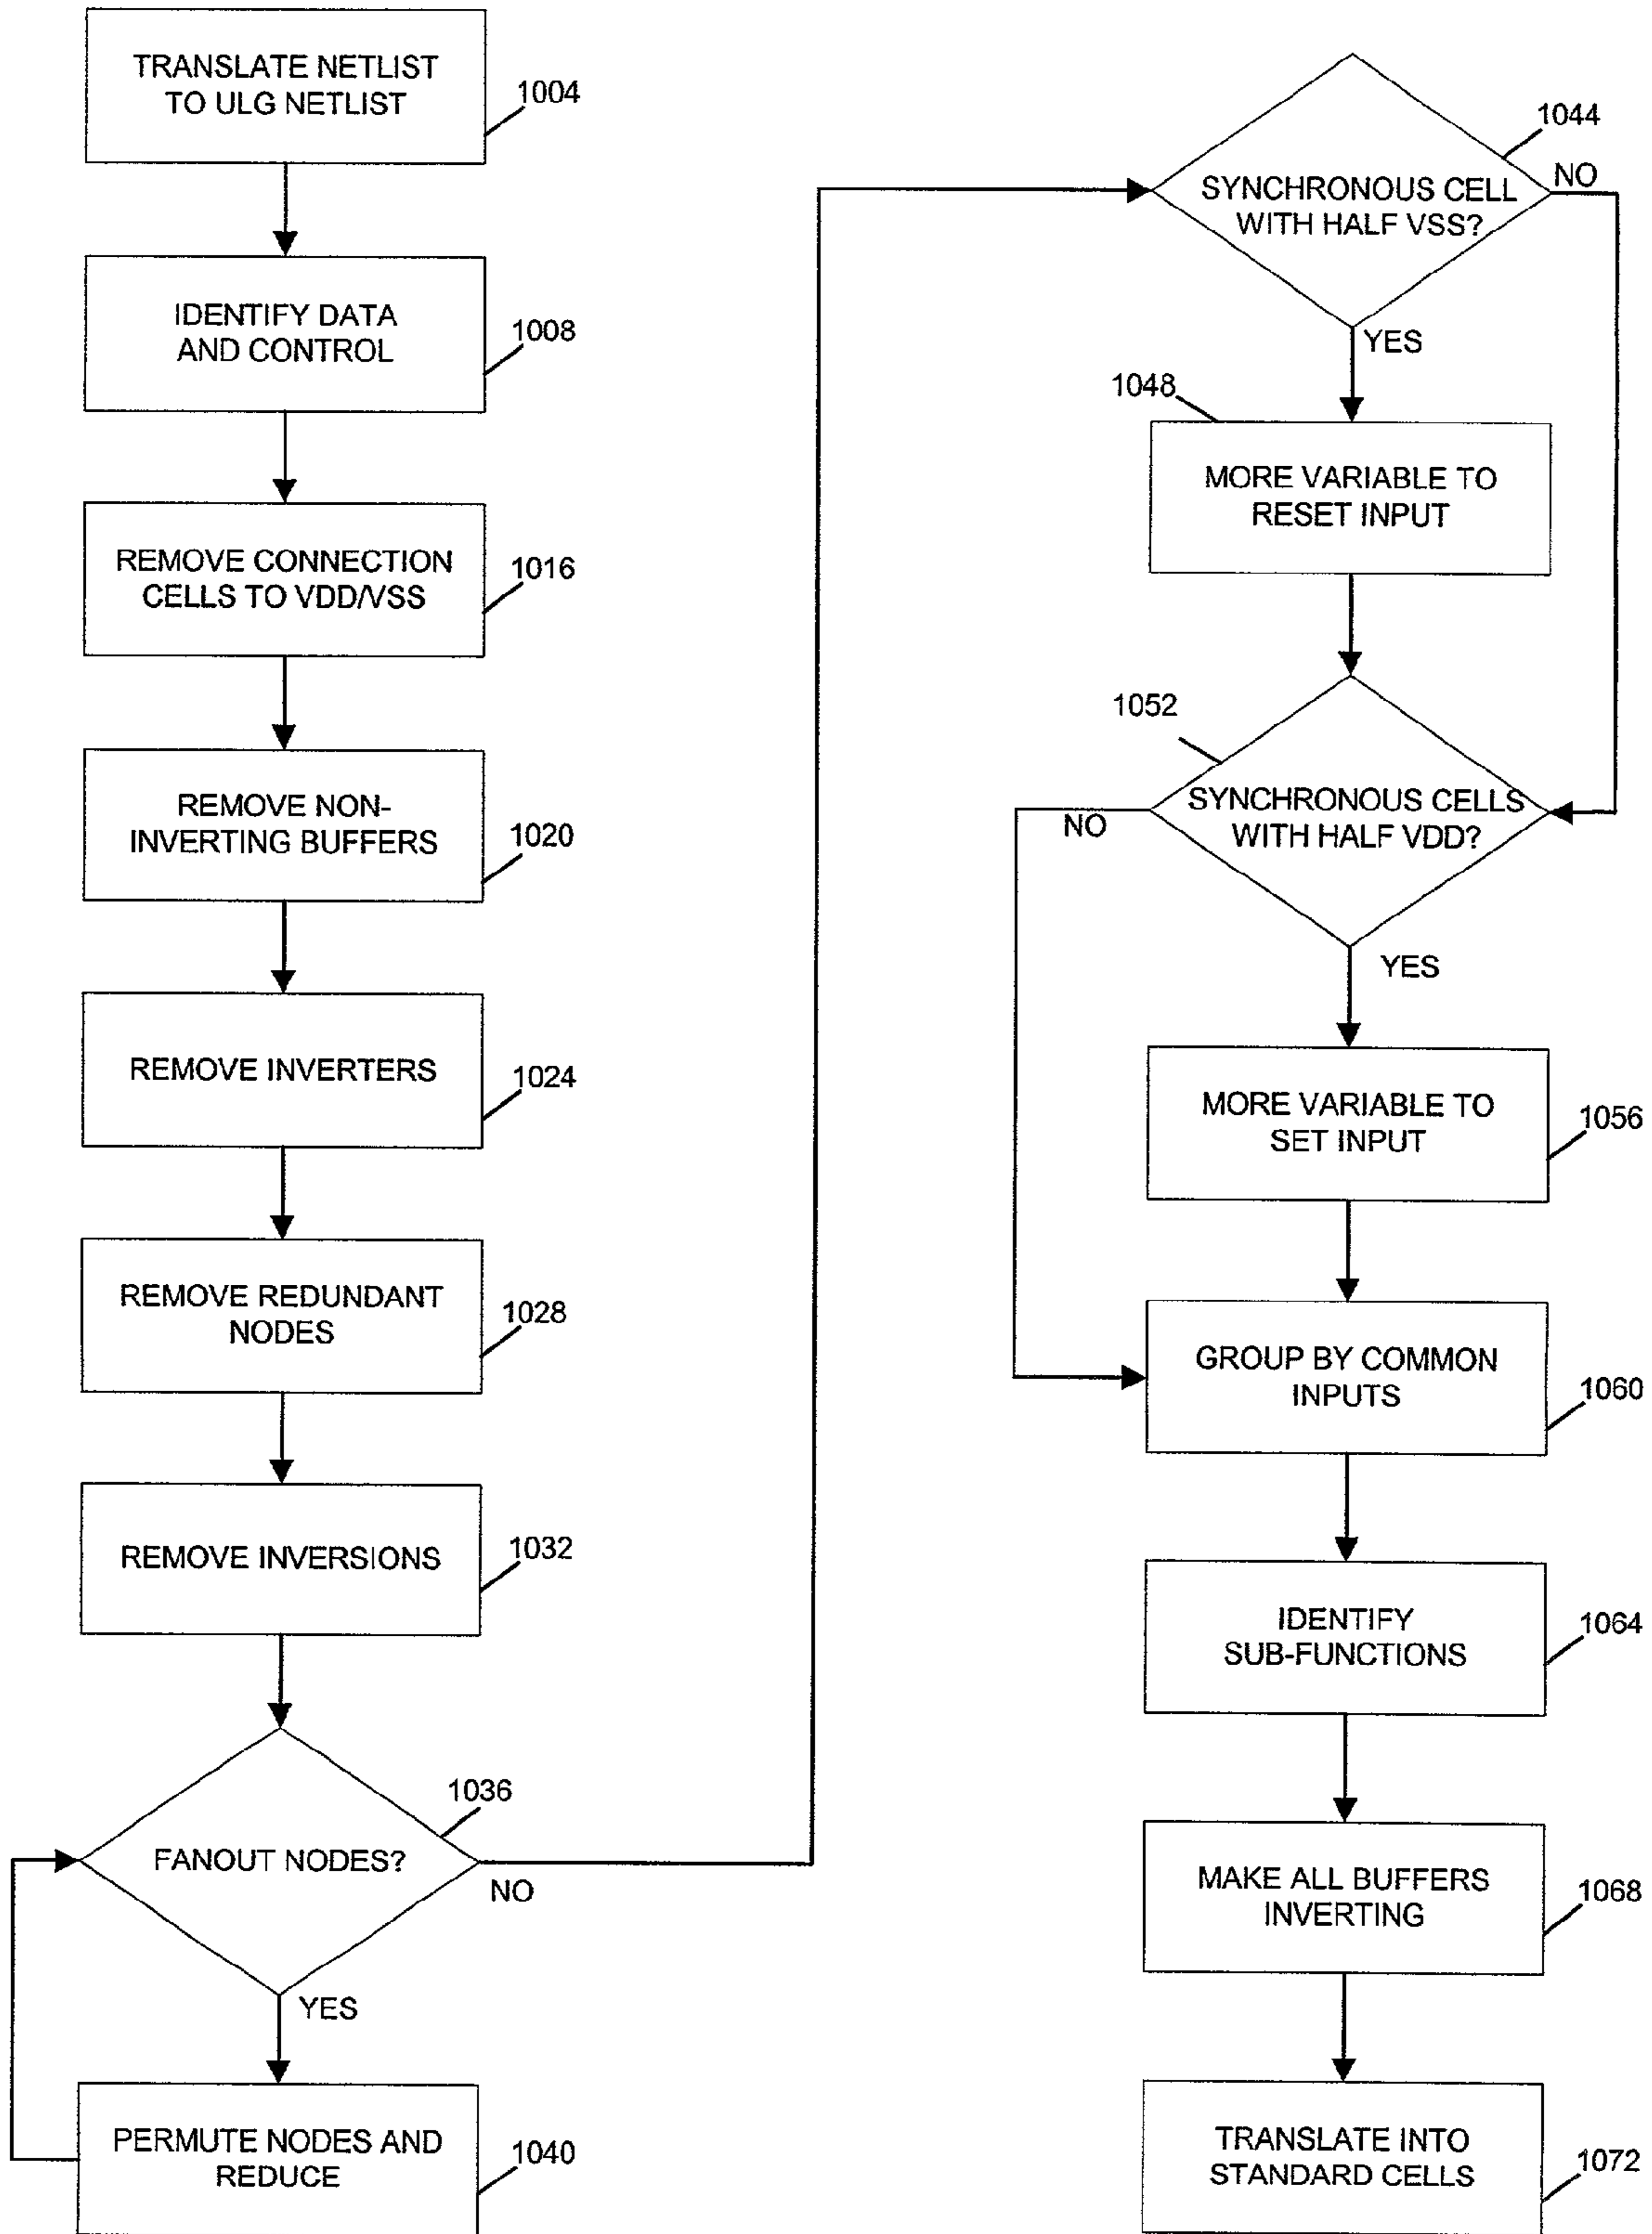 TRANSLATE NETLIST
TO ULG NETLIST
1004
IDENTIFY DATA
AND CONTROL
1008
REMOVE CONNECTION
CELLS TO VDD/VSS
1016
REMOVE NON-
INVERTING BUFFERS
1020
REMOVE INVERTERS
1024
REMOVE REDUNDANT
NODES
1028
REMOVE INVERSIONS
1032
1036
FANOUT NODES?
NO
YES
PERMUTE NODES AND
REDUCE
1040
1044
SYNCHRONOUS CELL
WITH HALF VSS?
NO
YES
1048
MORE VARIABLE TO
RESET INPUT
1052
SYNCHRONOUS CELLS
WITH HALF VDD?
NO
YES
MORE VARIABLE TO
SET INPUT
1056
GROUP BY COMMON
INPUTS
1060
IDENTIFY
SUB-FUNCTIONS
1064
MAKE ALL BUFFERS
INVERTING
1068
TRANSLATE INTO
STANDARD CELLS
1072